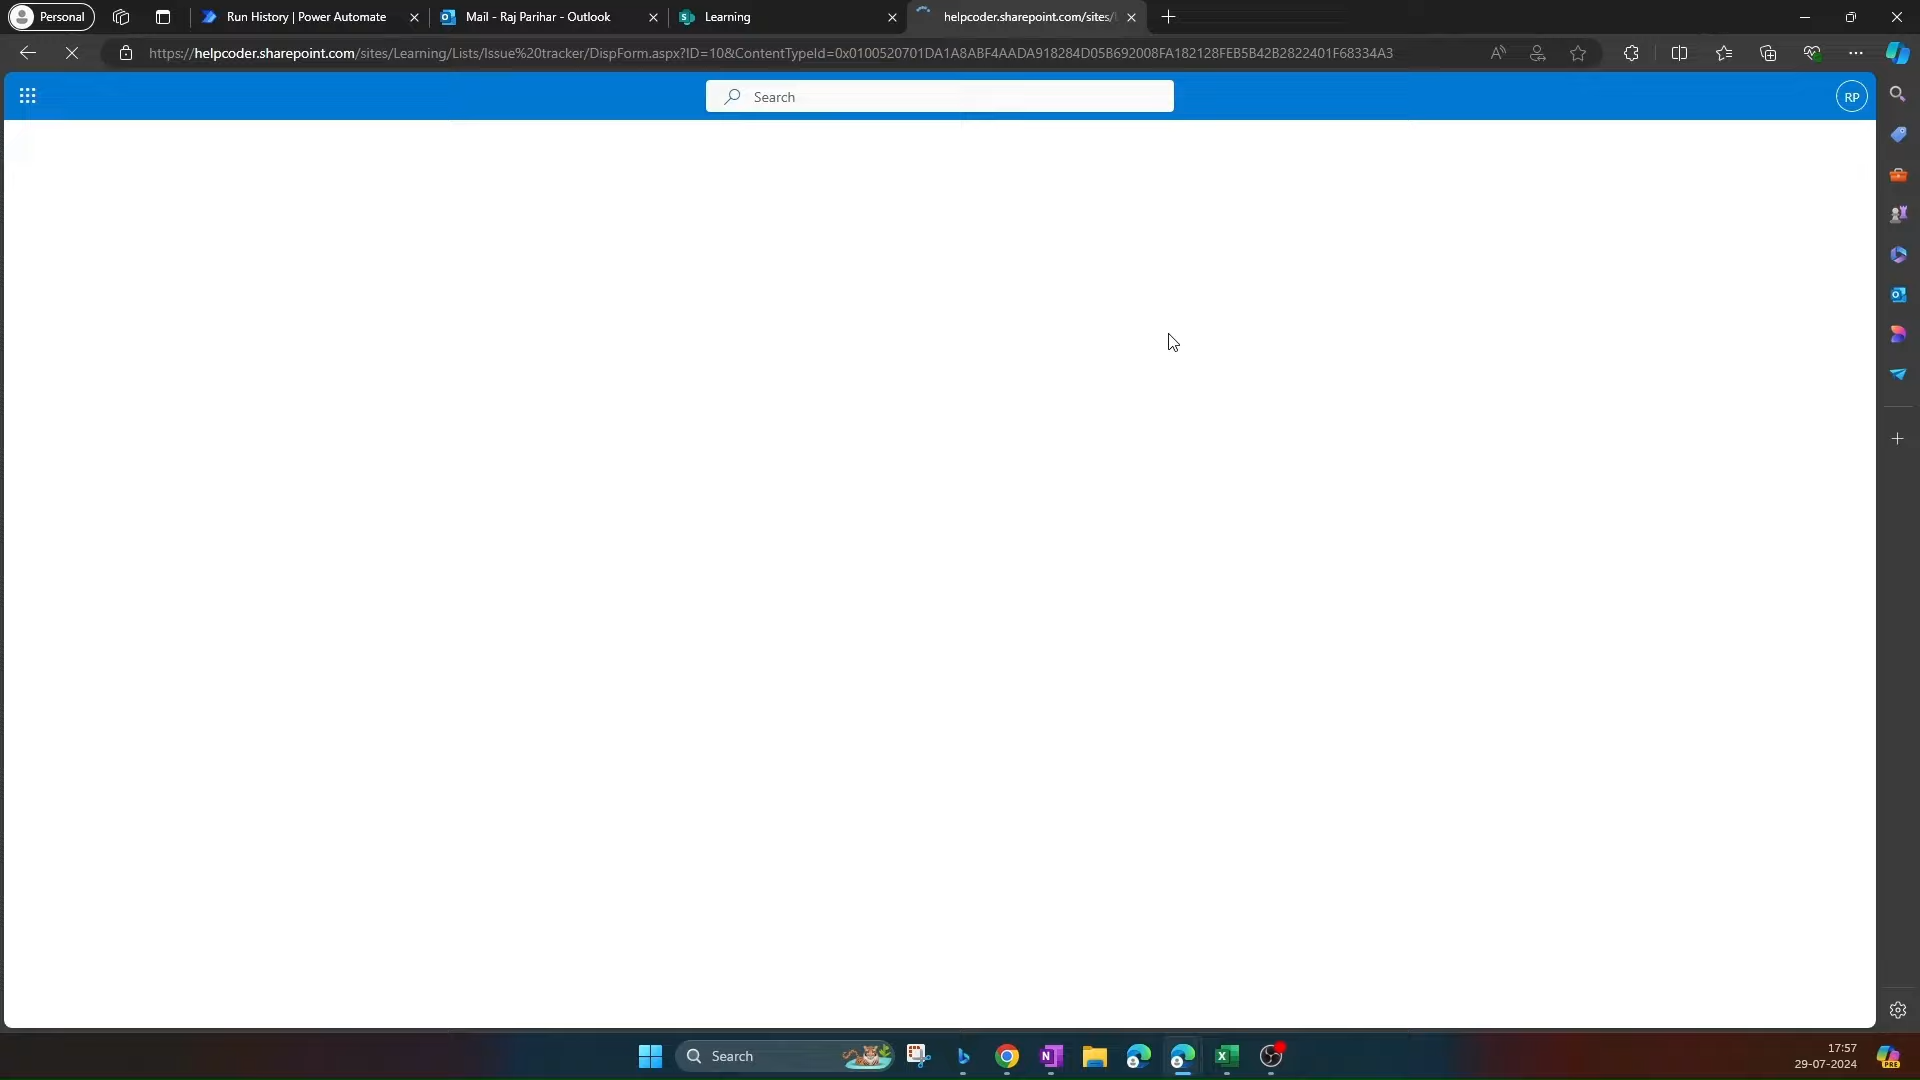 Personal
Run History | Power Automate
Mail - Raj Parihar - Outlook
Learning
helpcoder.sharepoint.com/sites/
https://helpcoder.sharepoint.com/sites/Learning/Lists/Issue%20tracker/DispForm.aspx?ID=10&ContentTypeId=0x0100520701DA1A8ABF4AADA918284D05B692008FA182128FEB5B42B2822401F68334A3
Search
RP
Search
17:57
29-07-2024
PRE